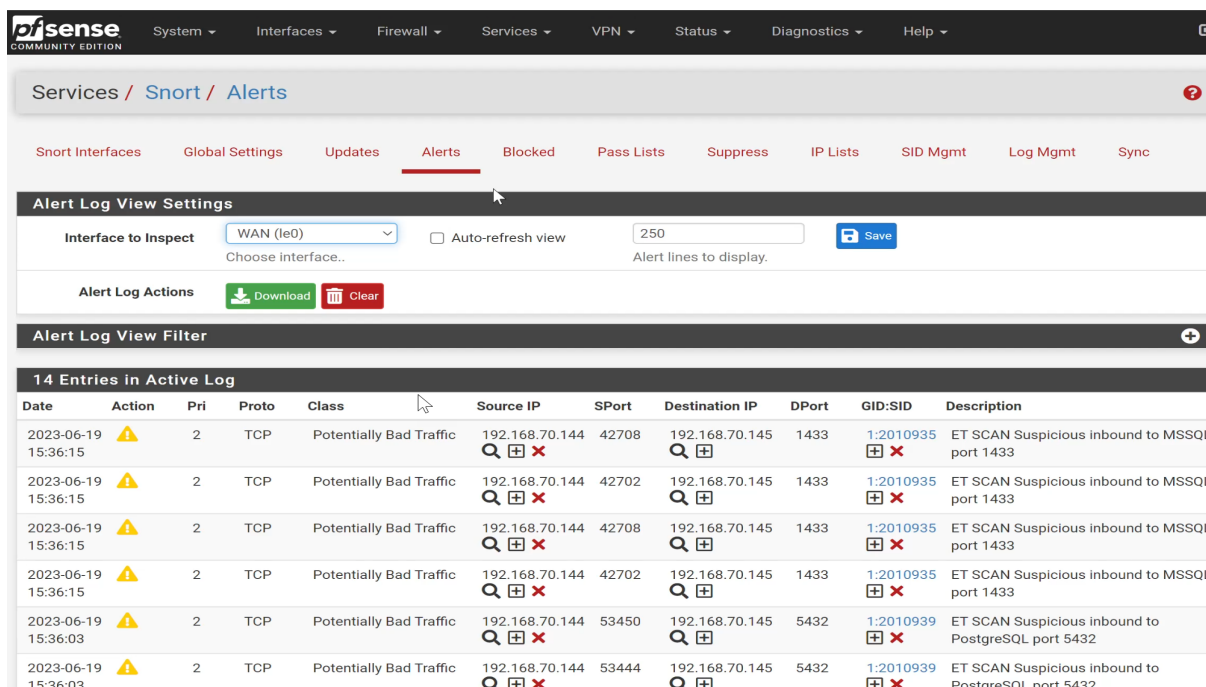 pfsense
COMMUNITY EDITION
System Interfaces Firewall Services VPN Status Diagnostics Help
Services / Snort / Alerts
Snort Interfaces Global Settings Updates Alerts Blocked Pass Lists Suppress IP Lists SID Mgmt Log Mgmt Sync
Alert Log View Settings
Interface to Inspect WAN (le0) Auto-refresh view 250 Save
Choose interface.. Alert lines to display.
Alert Log Actions Download Clear
Alert Log View Filter
14 Entries in Active Log
Date Action Pri Proto Class Source IP SPort Destination IP DPort GID:SID Description
2023-06-19 2 TCP Potentially Bad Traffic 192.168.70.144 42708 192.168.70.145 1433 1:2010935 ET SCAN Suspicious inbound to MSSQL
15:36:15 port 1433
2023-06-19 2 TCP Potentially Bad Traffic 192.168.70.144 42702 192.168.70.145 1433 1:2010935 ET SCAN Suspicious inbound to MSSQL
15:36:15 port 1433
2023-06-19 2 TCP Potentially Bad Traffic 192.168.70.144 42708 192.168.70.145 1433 1:2010935 ET SCAN Suspicious inbound to MSSQL
15:36:15 port 1433
2023-06-19 2 TCP Potentially Bad Traffic 192.168.70.144 42702 192.168.70.145 1433 1:2010935 ET SCAN Suspicious inbound to MSSQL
15:36:15 port 1433
2023-06-19 2 TCP Potentially Bad Traffic 192.168.70.144 53450 192.168.70.145 5432 1:2010939 ET SCAN Suspicious inbound to
15:36:03 PostgreSQL port 5432
2023-06-19 2 TCP Potentially Bad Traffic 192.168.70.144 53444 192.168.70.145 5432 1:2010939 ET SCAN Suspicious inbound to
15:36:03 PostgreSQL port 5432